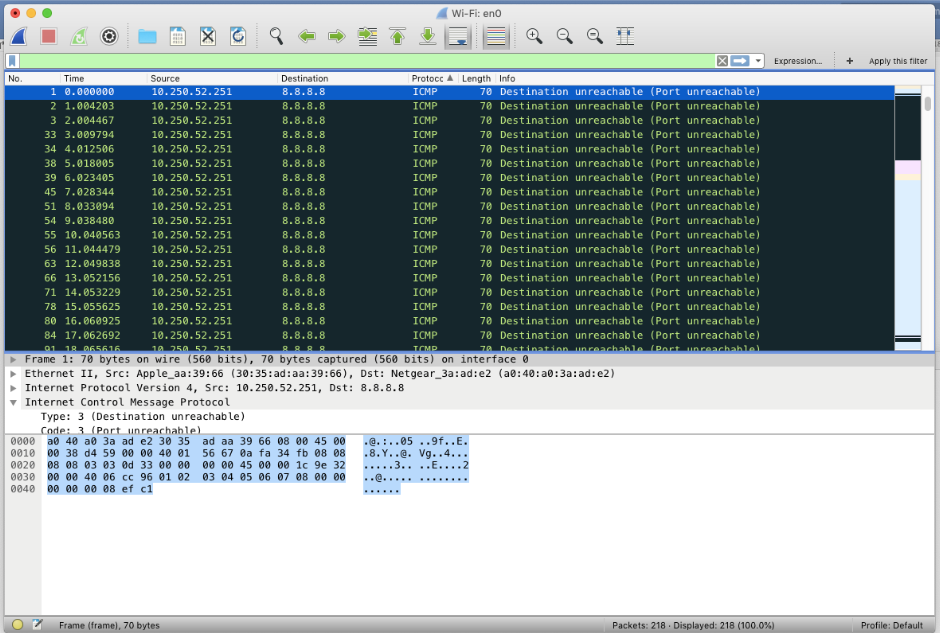 Wi-Fi: en0
Expression... + Apply this filter
No. Time Source Destination Protocc Length Info
1 0.000000 10.250.52.251 8.8.8.8 ICMP 70 Destination unreachable (Port unreachable)
2 1.004203 10.250.52.251 8.8.8.8 ICMP 70 Destination unreachable (Port unreachable)
3 2.004467 10.250.52.251 8.8.8.8 ICMP 70 Destination unreachable (Port unreachable)
33 3.009794 10.250.52.251 8.8.8.8 ICMP 70 Destination unreachable (Port unreachable)
34 4.012506 10.250.52.251 8.8.8.8 ICMP 70 Destination unreachable (Port unreachable)
38 5.018005 10.250.52.251 8.8.8.8 ICMP 70 Destination unreachable (Port unreachable)
39 6.023405 10.250.52.251 8.8.8.8 ICMP 70 Destination unreachable (Port unreachable)
45 7.028344 10.250.52.251 8.8.8.8 ICMP 70 Destination unreachable (Port unreachable)
51 8.033094 10.250.52.251 8.8.8.8 ICMP 70 Destination unreachable (Port unreachable)
54 9.038480 10.250.52.251 8.8.8.8 ICMP 70 Destination unreachable (Port unreachable)
55 10.040563 10.250.52.251 8.8.8.8 ICMP 70 Destination unreachable (Port unreachable)
56 11.044479 10.250.52.251 8.8.8.8 ICMP 70 Destination unreachable (Port unreachable)
63 12.049838 10.250.52.251 8.8.8.8 ICMP 70 Destination unreachable (Port unreachable)
66 13.052156 10.250.52.251 8.8.8.8 ICMP 70 Destination unreachable (Port unreachable)
71 14.053229 10.250.52.251 8.8.8.8 ICMP 70 Destination unreachable (Port unreachable)
78 15.055625 10.250.52.251 8.8.8.8 ICMP 70 Destination unreachable (Port unreachable)
80 16.060925 10.250.52.251 8.8.8.8 ICMP 70 Destination unreachable (Port unreachable)
84 17.062692 10.250.52.251 8.8.8.8 ICMP 70 Destination unreachable (Port unreachable)
91 18.065616 10.250.52.251 8.8.8.8 ICMP 70 Destination unreachable (Port unreachable)
Frame 1: 70 bytes on wire (560 bits), 70 bytes captured (560 bits) on interface 0
Ethernet II, Src: Apple_aa:39:66 (30:35:ad:aa:39:66), Dst: Netgear_3a:ad:e2 (a0:40:a0:3a:ad:e2)
Internet Protocol Version 4, Src: 10.250.52.251, Dst: 8.8.8.8
Internet Control Message Protocol
Type: 3 (Destination unreachable)
Code: 3 (Port unreachable)
0000 a0 40 a0 3a ad e2 30 35 ad aa 39 66 08 00 45 00 .@.:..05 ..9f..E.
0010 00 38 d4 59 00 00 40 01 56 67 0a fa 34 fb 08 08 .8.Y..@. Vg..4...
0020 08 08 03 03 0d 33 00 00 00 00 45 00 00 1c 9e 32 .....3.. ..E....2
0030 00 00 40 06 cc 96 01 02 03 04 05 06 07 08 00 00 ..@..... ........
0040 00 00 00 08 ef c1 ......
Frame (frame), 70 bytes Packets: 218 · Displayed: 218 (100.0%) Profile: Default